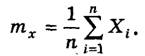 m_x = \frac{1}{n} \sum_{i=1}^{n} X_i.